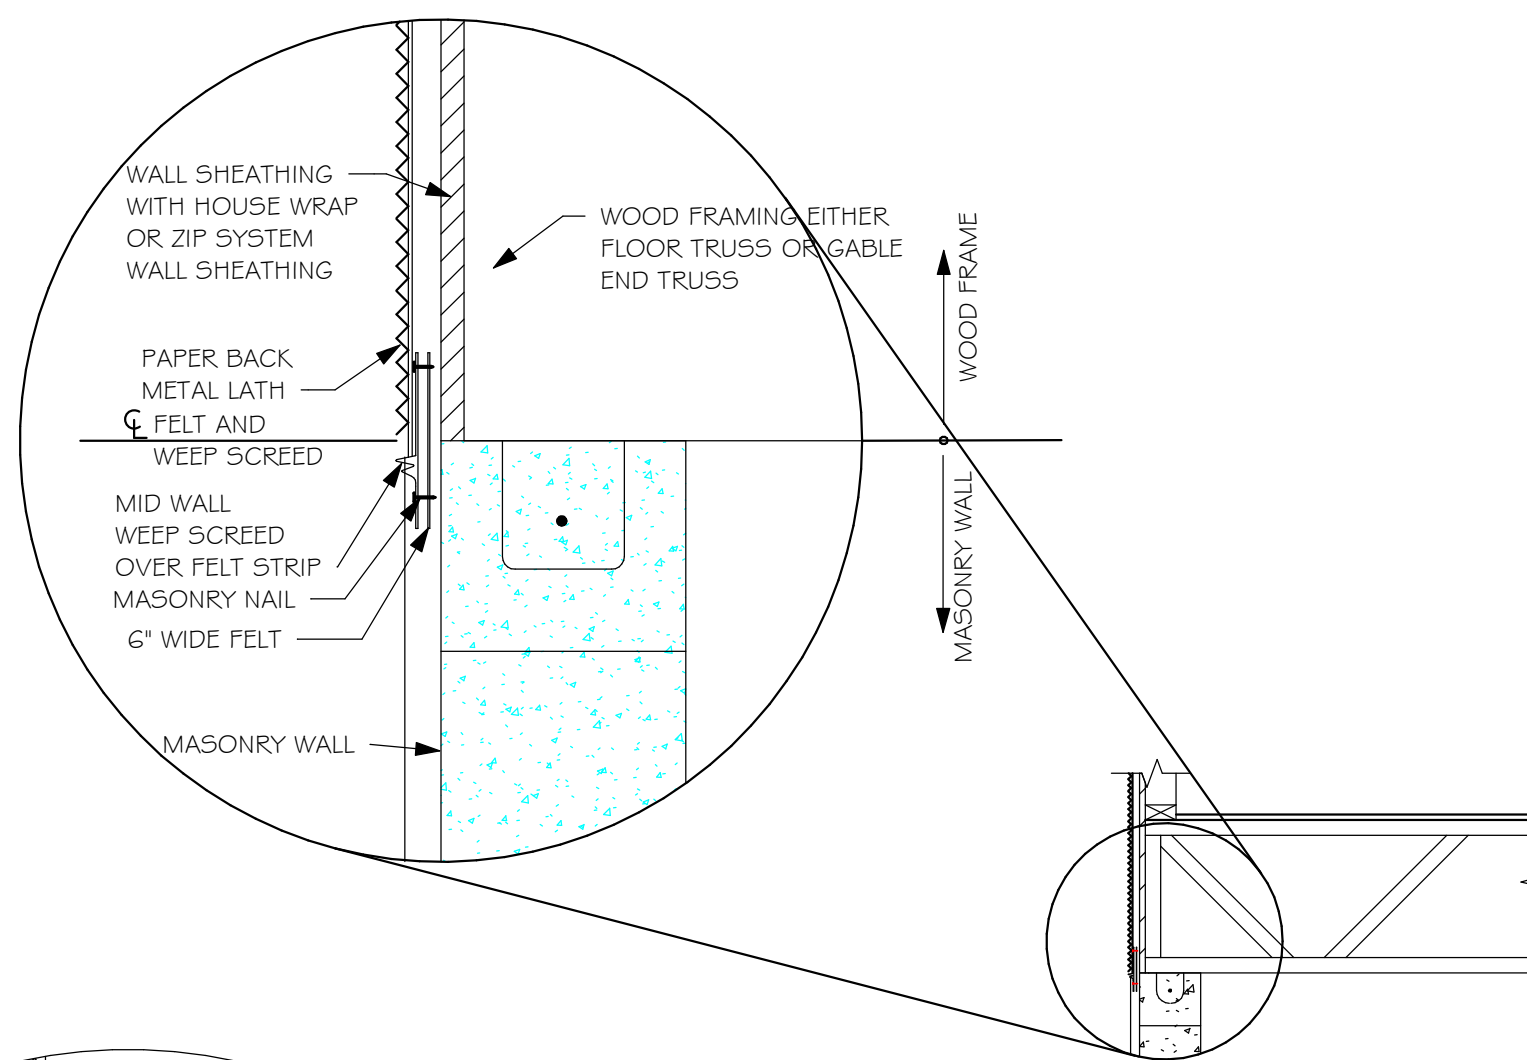 WALL SHEATHING
WITH HOUSE WRAP
OR ZIP SYSTEM
WALL SHEATHING
WOOD FRAMING EITHER
FLOOR TRUSS OR GABLE
END TRUSS
WOOD FRAME
PAPER BACK
METAL LATH
℄ FELT AND
WEEP SCREED
MID WALL
WEEP SCREED
OVER FELT STRIP
MASONRY NAIL
6" WIDE FELT
MASONRY WALL
MASONRY WALL